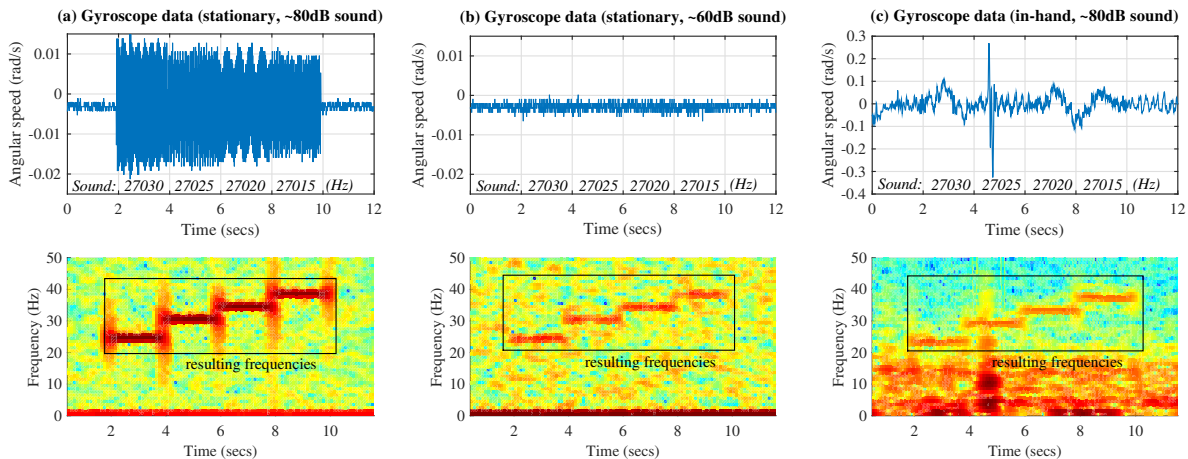 (a) Gyroscope data (stationary, ~80dB sound)
0.01
0
-0.01
-0.02
Angular speed (rad/s)
Sound: 27030 27025 27020 27015 (Hz)
0 2 4 6 8 10 12
Time (secs)
(b) Gyroscope data (stationary, ~60dB sound)
0.01
0
-0.01
-0.02
Angular speed (rad/s)
Sound: 27030 27025 27020 27015 (Hz)
0 2 4 6 8 10 12
Time (secs)
(c) Gyroscope data (in-hand, ~80dB sound)
0.3
0.2
0.1
0
-0.1
-0.2
-0.3
-0.4
Angular speed (rad/s)
Sound: 27030 27025 27020 27015 (Hz)
0 2 4 6 8 10 12
Time (secs)
50
40
30
20
10
0
Frequency (Hz)
resulting frequencies
2 4 6 8 10
Time (secs)
50
40
30
20
10
0
Frequency (Hz)
resulting frequencies
2 4 6 8 10
Time (secs)
50
40
30
20
10
0
Frequency (Hz)
resulting frequencies
2 4 6 8 10
Time (secs)